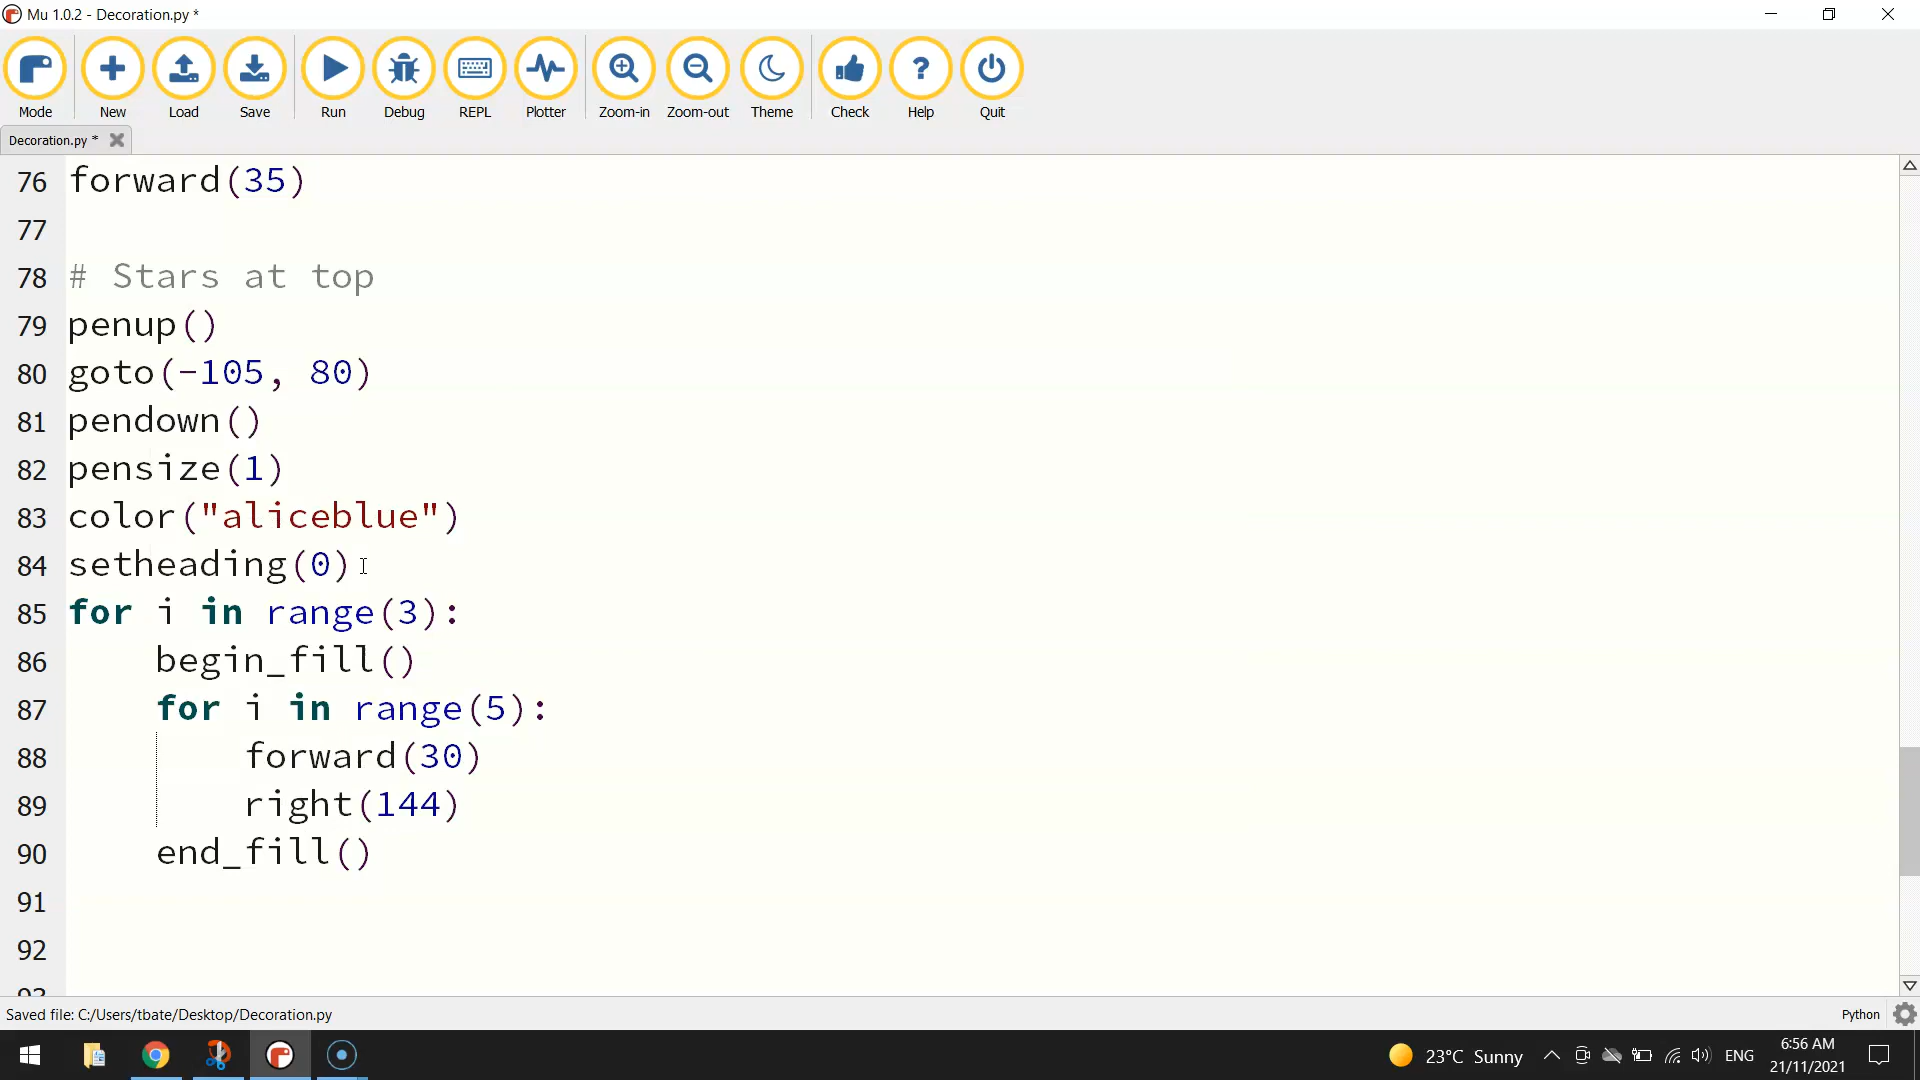 Mu 1.0.2 - Decoration.py *
Mode New Load Save Run Debug REPL Plotter Zoom-in Zoom-out Theme Check Help Quit
Decoration.py *
76 forward(35)
77
78 # Stars at top
79 penup()
80 goto(-105, 80)
81 pendown()
82 pensize(1)
83 color("aliceblue")
84 setheading(0)
85 for i in range(3):
86     begin_fill()
87     for i in range(5):
88         forward(30)
89         right(144)
90     end_fill()
91
92
93
Saved file: C:/Users/tbate/Desktop/Decoration.py Python
23°C Sunny ENG 6:56 AM
21/11/2021